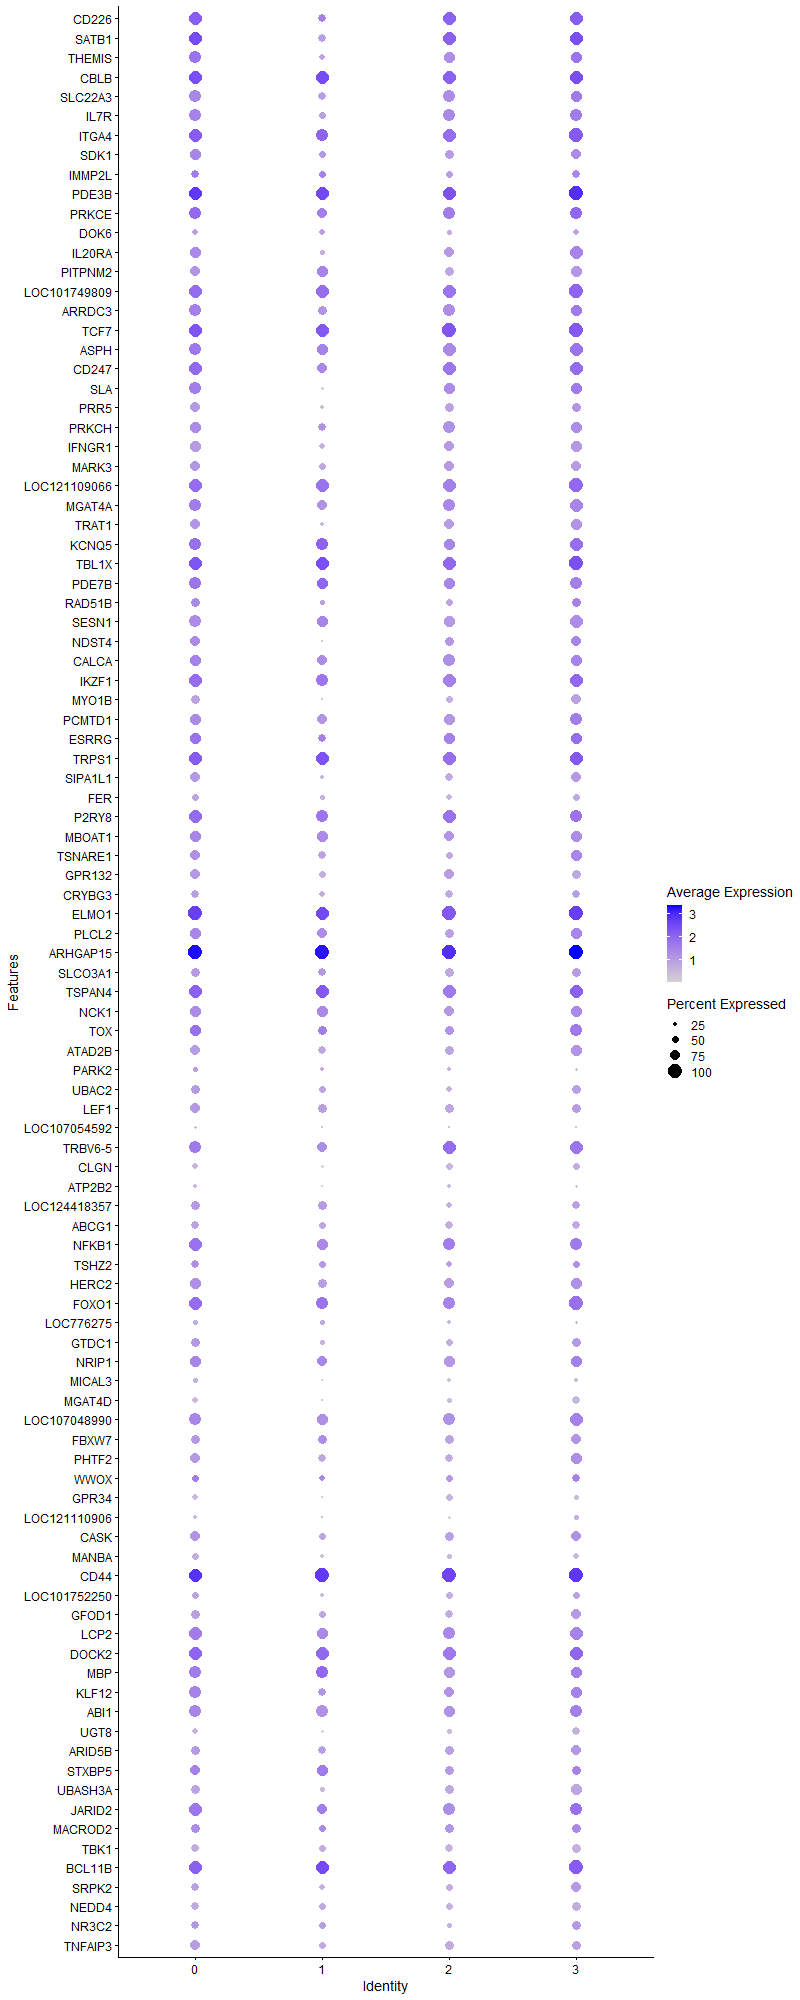 CD226
SATB1
THEMIS
CBLB
SLC22A3
IL7R
ITGA4
SDK1
IMMP2L
PDE3B
PRKCE
DOK6
IL20RA
PITPNM2
LOC101749809
ARRDC3
TCF7
ASPH
CD247
SLA
PRR5
PRKCH
IFNGR1
MARK3
LOC121109066
MGAT4A
TRAT1
KCNQ5
TBL1X
PDE7B
RAD51B
SESN1
NDST4
CALCA
IKZF1
MYO1B
PCMTD1
ESRRG
TRPS1
SIPA1L1
FER
P2RY8
MBOAT1
TSNARE1
GPR132
CRYBG3
ELMO1
PLCL2
ARHGAP15
SLCO3A1
TSPAN4
NCK1
TOX
ATAD2B
PARK2
UBAC2
LEF1
LOC107054592
TRBV6-5
CLGN
ATP2B2
LOC124418357
ABCG1
NFKB1
TSHZ2
HERC2
FOXO1
LOC776275
GTDC1
NRIP1
MICAL3
MGAT4D
LOC107048990
FBXW7
PHTF2
WWOX
GPR34
LOC121110906
CASK
MANBA
CD44
LOC101752250
GFOD1
LCP2
DOCK2
MBP
KLF12
ABI1
UGT8
ARID5B
STXBP5
UBASH3A
JARID2
MACROD2
TBK1
BCL11B
SRPK2
NEDD4
NR3C2
TNFAIP3
Features
0 1 2 3
Identity
Average Expression
3
2
1
Percent Expressed
25
50
75
100